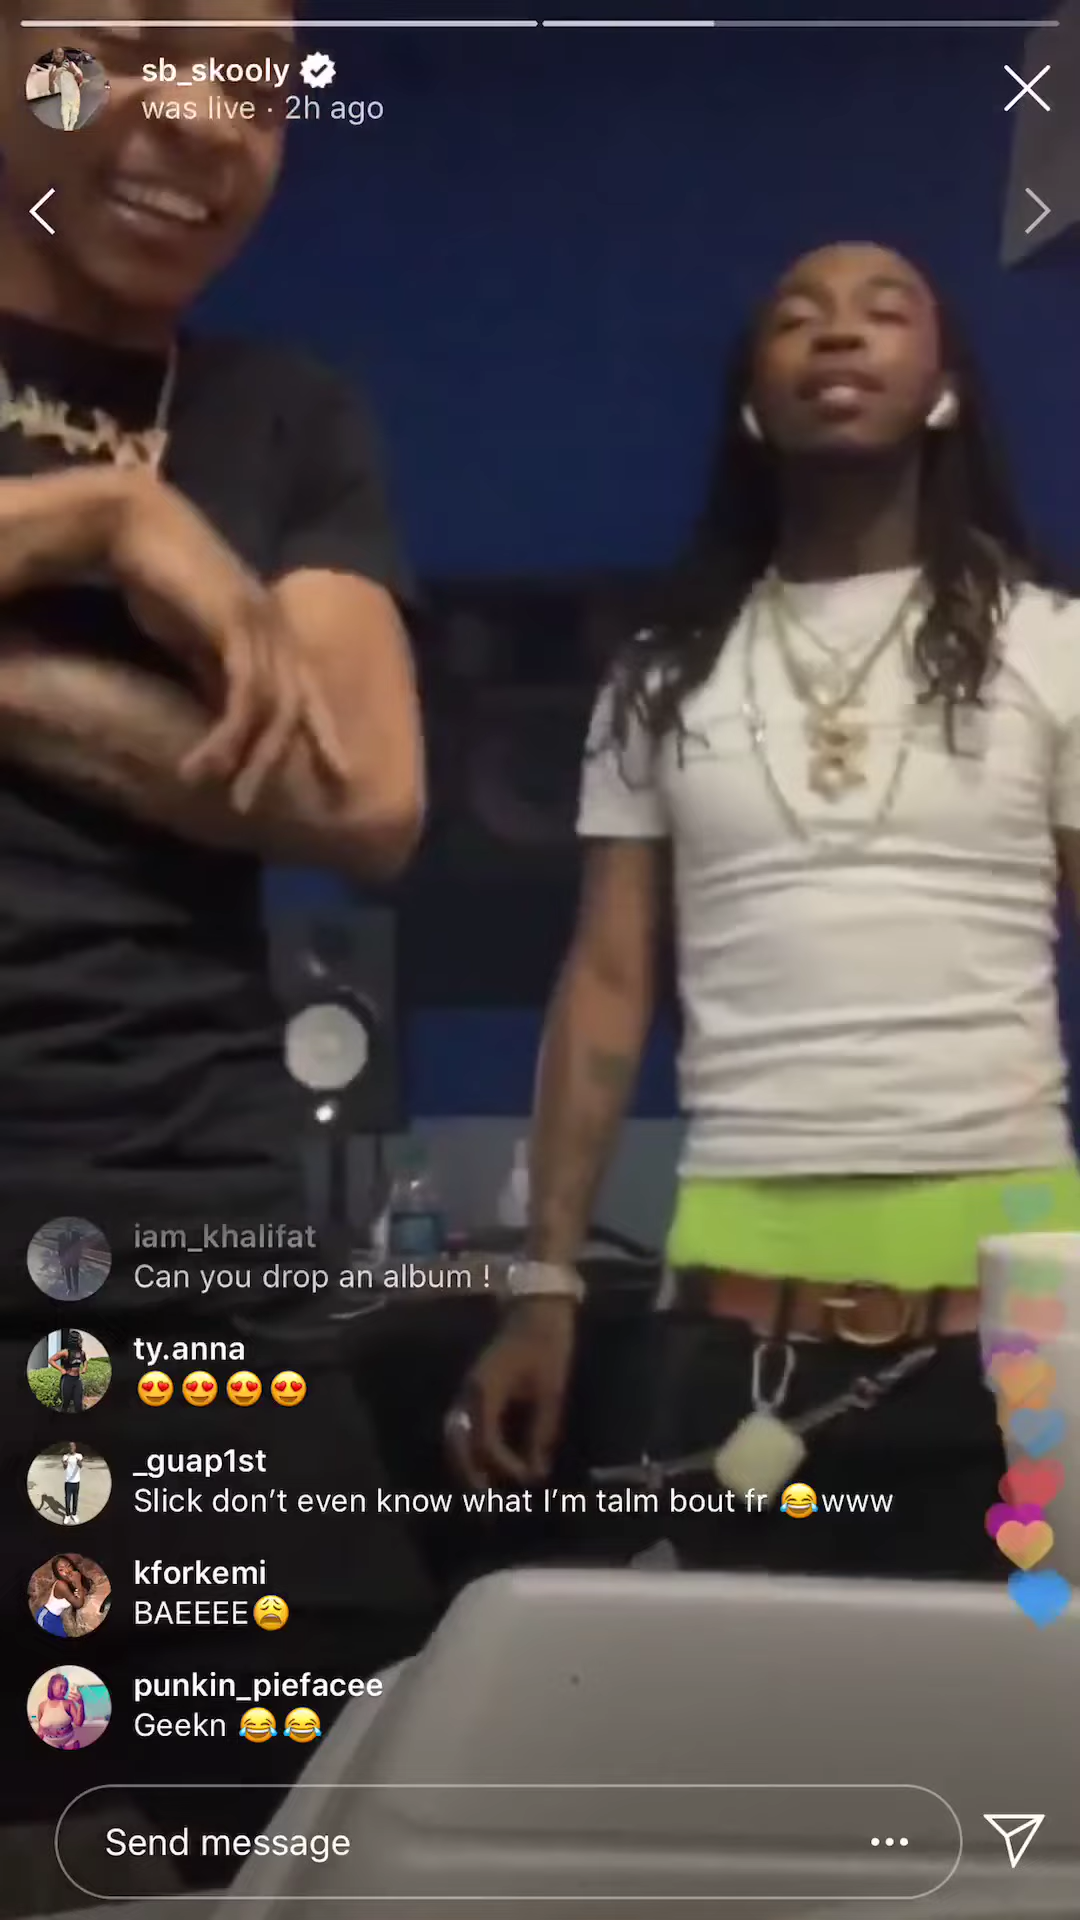 sb_skooly
was live · 2h ago
iam_khalifat
Can you drop an album !
ty.anna
😍😍😍😍
_guap1st
Slick don’t even know what I’m talm bout fr 😂www
kforkemi
BAEEEE😩
punkin_piefacee
Geekn 😂😂
Send message